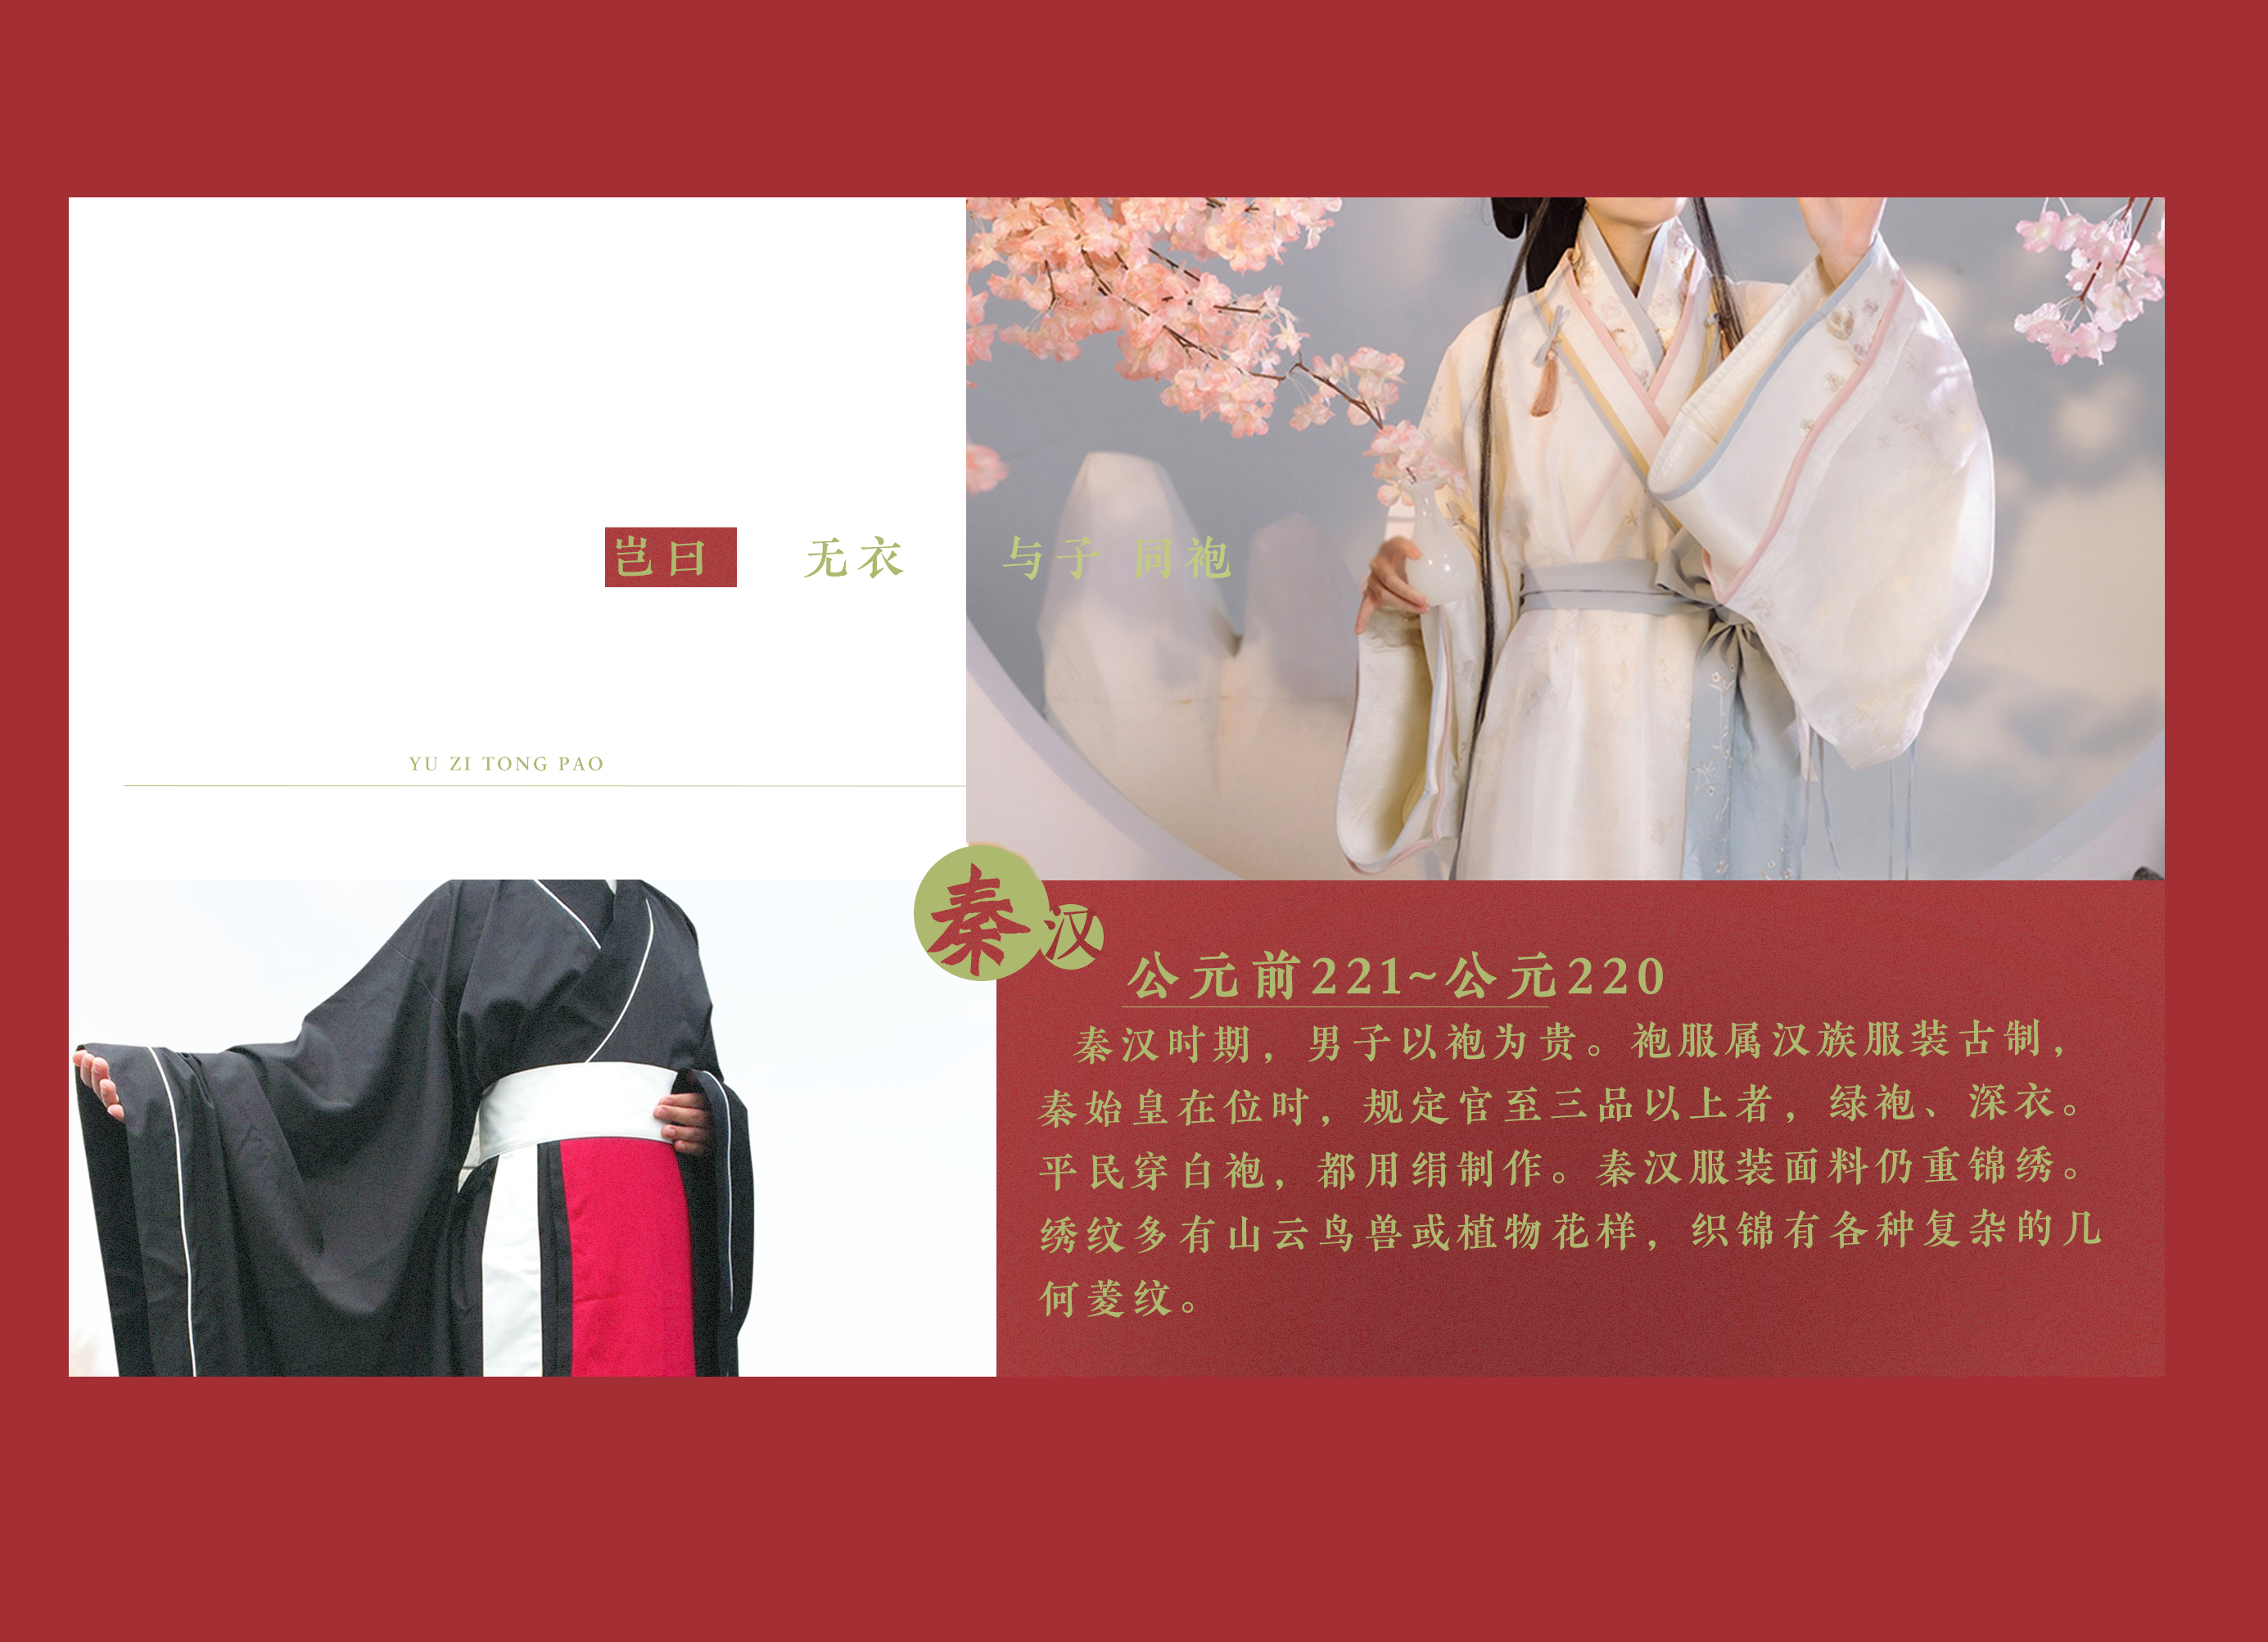 岂曰 无衣 与子 同袍
YU ZI TONG PAO
秦汉
公元前221~公元220
秦汉时期，男子以袍为贵。袍服属汉族服装古制，
秦始皇在位时，规定官至三品以上者，绿袍、深衣。
平民穿白袍，都用绢制作。秦汉服装面料仍重锦绣。
绣纹多有山云鸟兽或植物花样，织锦有各种复杂的几
何菱纹。